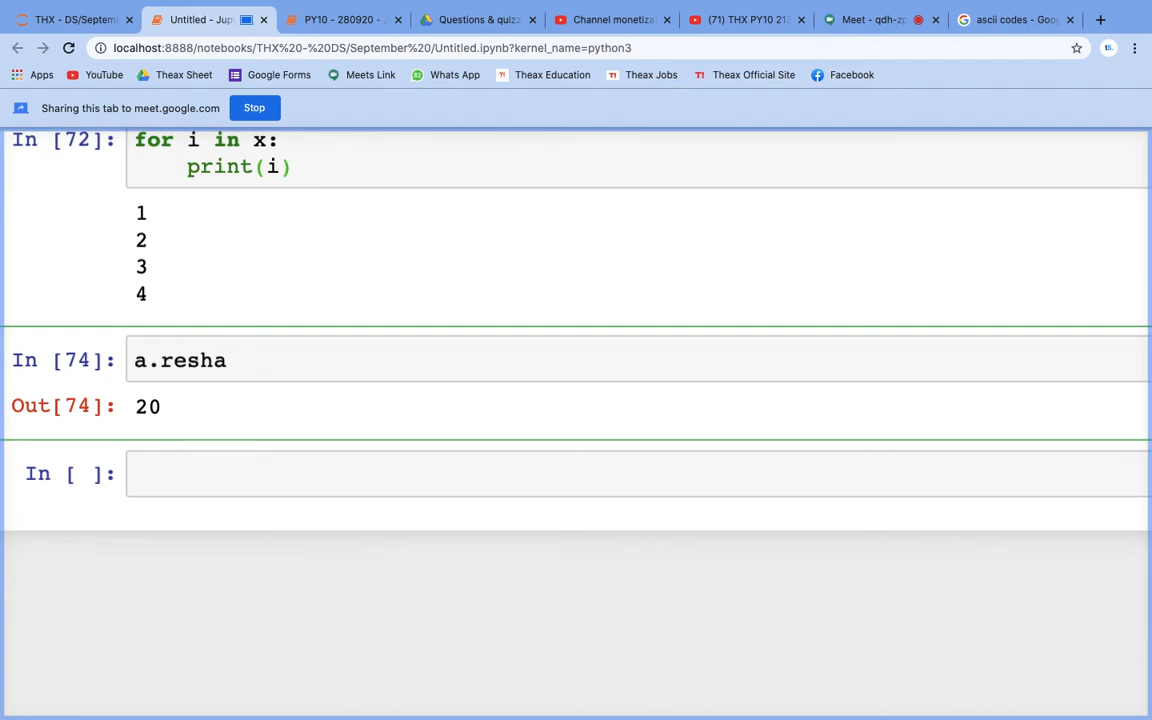 THX - DS/Septem
Untitled - Jup
PY10 - 280920 - J
Questions & quizz
Channel monetiza
(71) THX PY10 213
Meet - qdh-zp
ascii codes - Goo
localhost:8888/notebooks/THX%20-%20DS/September%20/Untitled.ipynb?kernel_name=python3
Apps
YouTube
Theax Sheet
Google Forms
Meets Link
Whats App
Theax Education
Theax Jobs
Theax Official Site
Facebook
Sharing this tab to meet.google.com
Stop
In [72]: for i in x:
print(i)
1
2
3
4
In [74]: a.resha
Out[74]: 20
In [ ]: